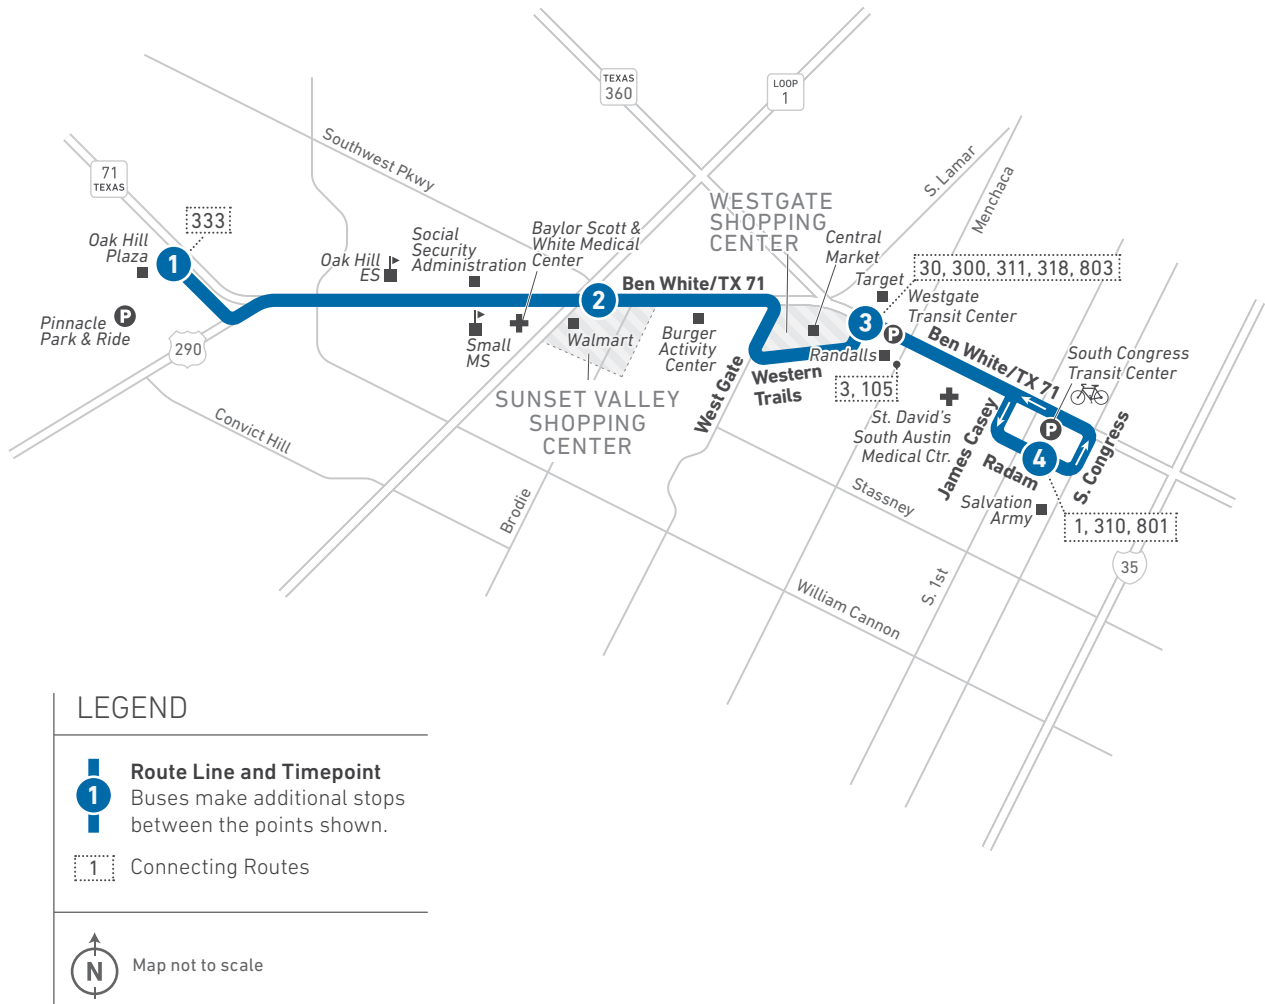 TEXAS
360
LOOP
1
71
TEXAS
Southwest Pkwy
S. Lamar
Menchaca
333
Oak Hill
Plaza
1
Oak Hill
ES
Social
Security
Administration
Baylor Scott &
White Medical
Center
WESTGATE
SHOPPING
CENTER
Central
Market
Target
30, 300, 311, 318, 803
Westgate
Transit Center
Ben White/TX 71
2
3
P
Pinnacle
Park & Ride
P
290
Small
MS
Walmart
Burger
Activity
Center
Randalls
Ben White/TX 71
South Congress
Transit Center
West Gate
Western
Trails
3, 105
SUNSET VALLEY
SHOPPING
CENTER
St. David's
South Austin
Medical Ctr.
James Casey
P
4
Radam
S. Congress
Convict Hill
Brodie
Stassney
Salvation
Army
1, 310, 801
35
S. 1st
William Cannon
LEGEND
1
Route Line and Timepoint
Buses make additional stops
between the points shown.
1
Connecting Routes
N
Map not to scale